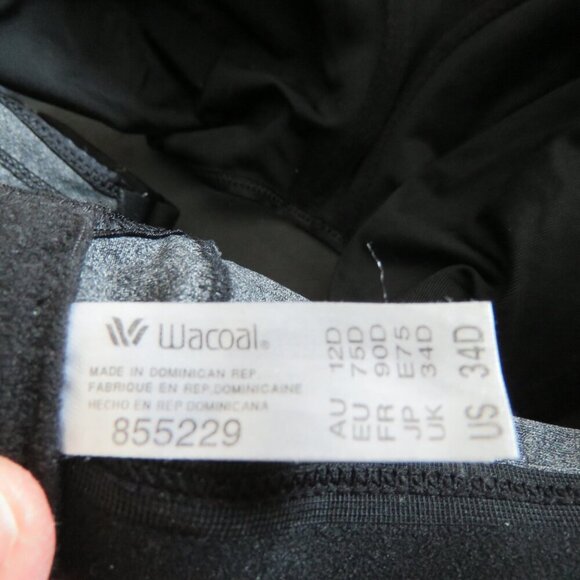 Wacoal®
MADE IN DOMINICAN REP.
FABRIQUE EN REP. DOMINICAINE
HECHO EN REP. DOMINICANA
855229
AU 12D
EU 75D
FR 90D
JP E75
UK 34D
US 34D